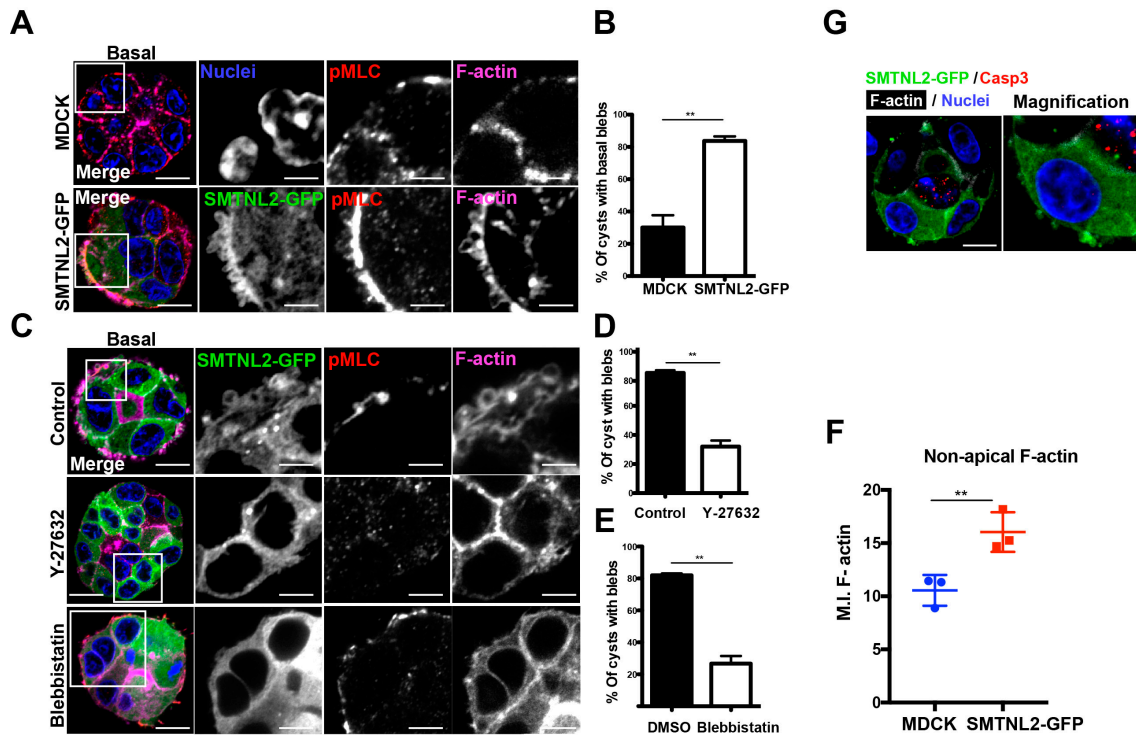 A
Basal
MDCK
Merge
Nuclei
pMLC
F-actin
SMTNL2-GFP
Merge
SMTNL2-GFP
pMLC
F-actin
B
% Of cysts with basal blebs
100
80
60
40
20
0
**
MDCK
SMTNL2-GFP
C
Basal
Control
Merge
SMTNL2-GFP
pMLC
F-actin
Y-27632
Blebbistatin
D
% Of cyst with blebs
100
80
60
40
20
0
**
Control
Y-27632
E
% Of cysts with blebs
80
60
40
20
**
DMSO
Blebbistatin
F
Non-apical F-actin
M.I. F- actin
20
15
10
5
0
**
MDCK
SMTNL2-GFP
G
SMTNL2-GFP / Casp3
F-actin / Nuclei
Magnification